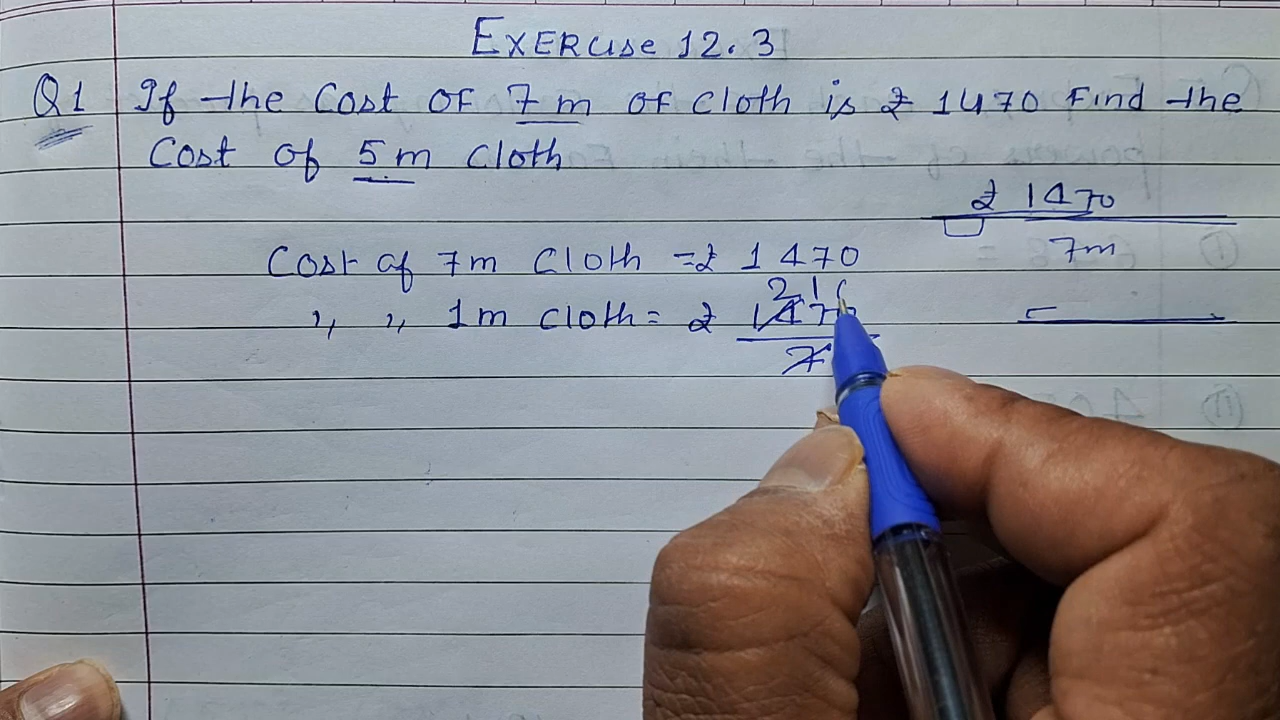 EXERCISE 12.3
Q1 If the Cost OF 7 m OF Cloth is ₹ 1470 Find the
Cost of 5 m Cloth
₹ 1470
7m
Cost of 7m Cloth = ₹ 1470
21
,, ,, 1m Cloth = ₹ 1470
7